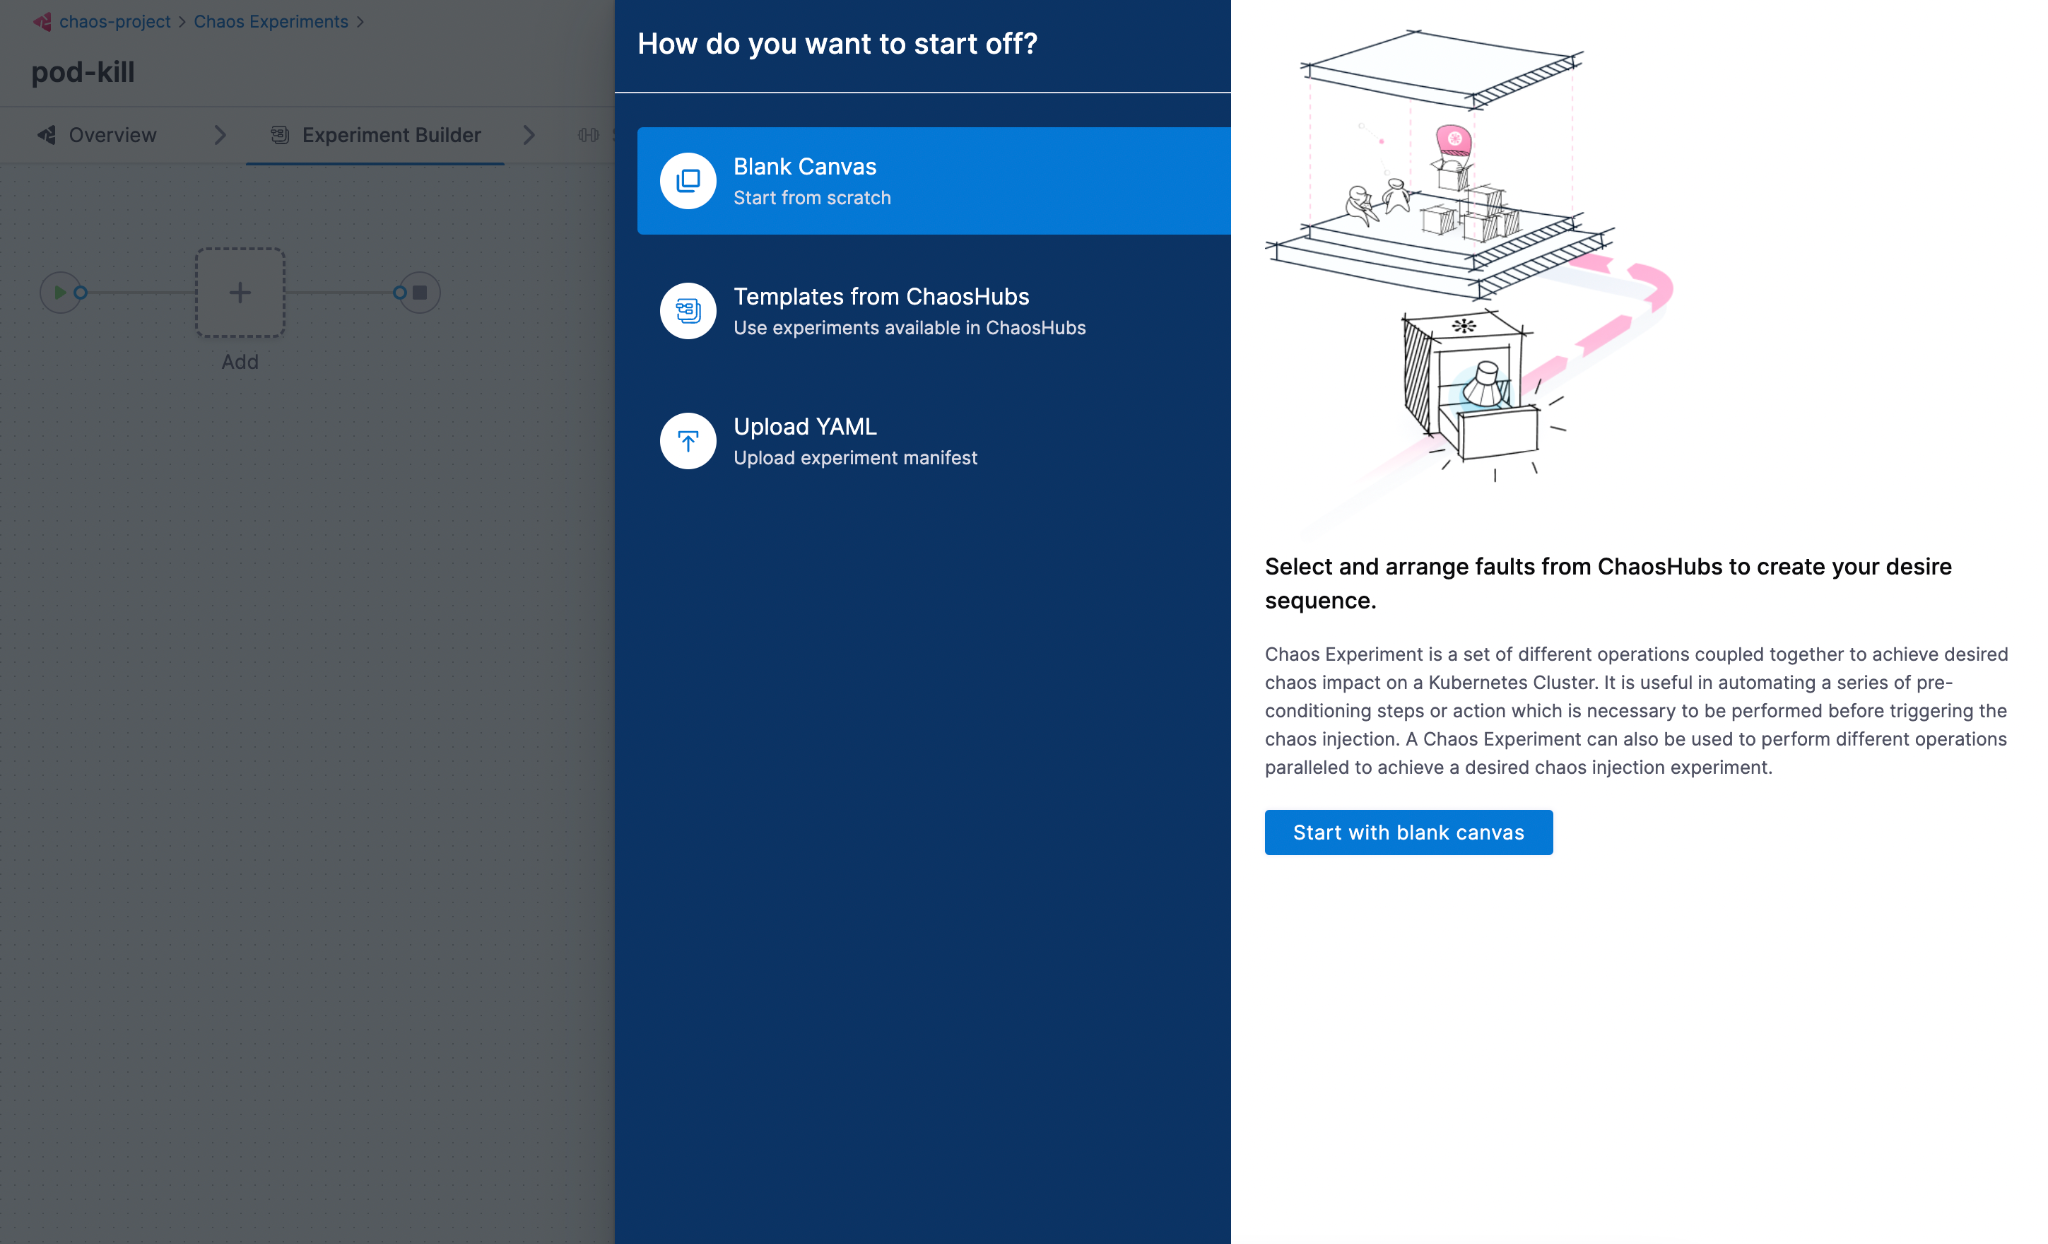 chaos-project > Chaos Experiments >
pod-kill
Overview
Experiment Builder
How do you want to start off?
Blank Canvas
Start from scratch
Templates from ChaosHubs
Use experiments available in ChaosHubs
Upload YAML
Upload experiment manifest
Add
Select and arrange faults from ChaosHubs to create your desire
sequence.
Chaos Experiment is a set of different operations coupled together to achieve desired
chaos impact on a Kubernetes Cluster. It is useful in automating a series of pre-
conditioning steps or action which is necessary to be performed before triggering the
chaos injection. A Chaos Experiment can also be used to perform different operations
paralleled to achieve a desired chaos injection experiment.
Start with blank canvas